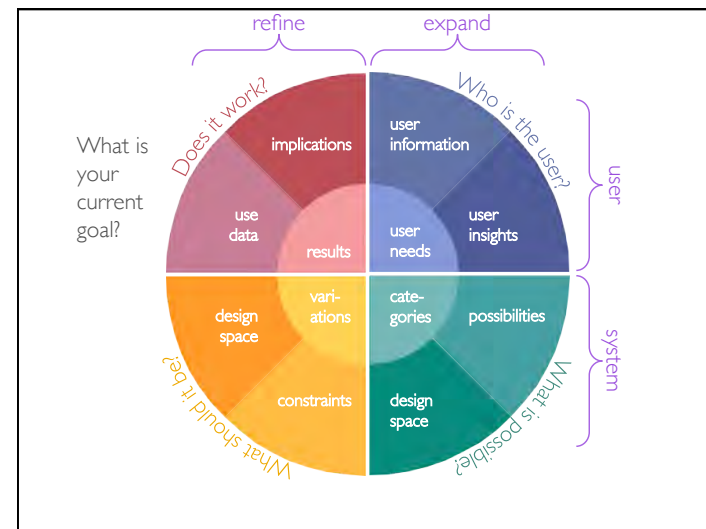 refine
expand
Does it work?
Who is the user?
What is
your
current
goal?
implications
user
information
use
data
results
user
needs
user
insights
user
design
space
vari-
ations
cate-
gories
possibilities
system
constraints
design
space
What should it be?
What is possible?